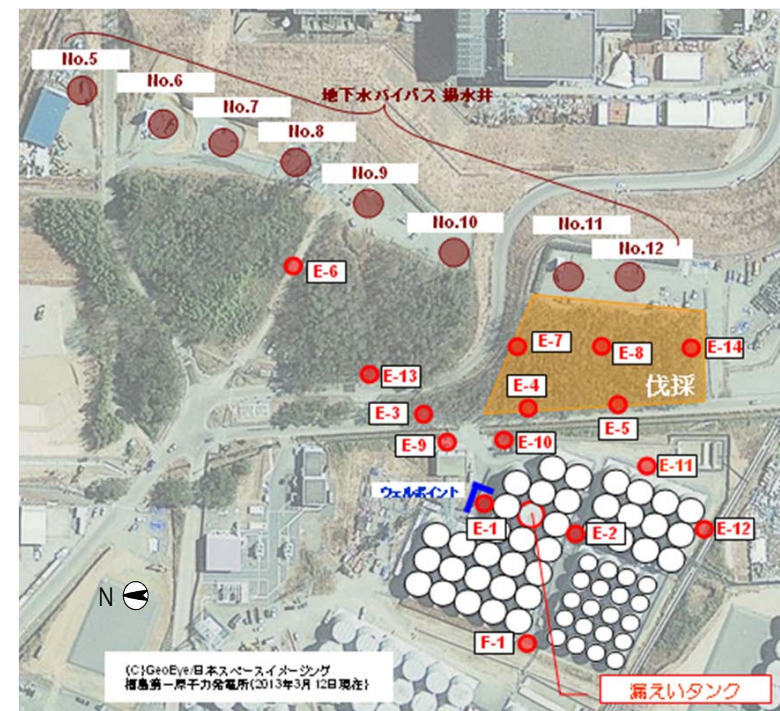 No.5
No.6
No.7
地下水バイパス 揚水井
No.8
No.9
No.10
No.11
No.12
E-6
E-7
E-8
E-14
E-13
伐採
E-4
E-3
E-5
E-9
E-10
E-11
ウェルポイント
E-1
E-2
E-12
N
F-1
(C)GeoEye/日本スペースイメージング
福島第一原子力発電所(2013年3月12日現在)
漏えいタンク